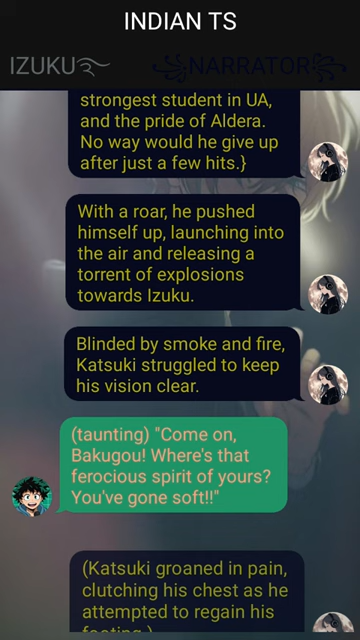 INDIAN TS
IZUKU
NARRATOR
strongest student in UA,
and the pride of Aldera.
No way would he give up
after just a few hits.}
With a roar, he pushed
himself up, launching into
the air and releasing a
torrent of explosions
towards Izuku.
Blinded by smoke and fire,
Katsuki struggled to keep
his vision clear.
(taunting) "Come on,
Bakugou! Where's that
ferocious spirit of yours?
You've gone soft!!"
(Katsuki groaned in pain,
clutching his chest as he
attempted to regain his
footing.)